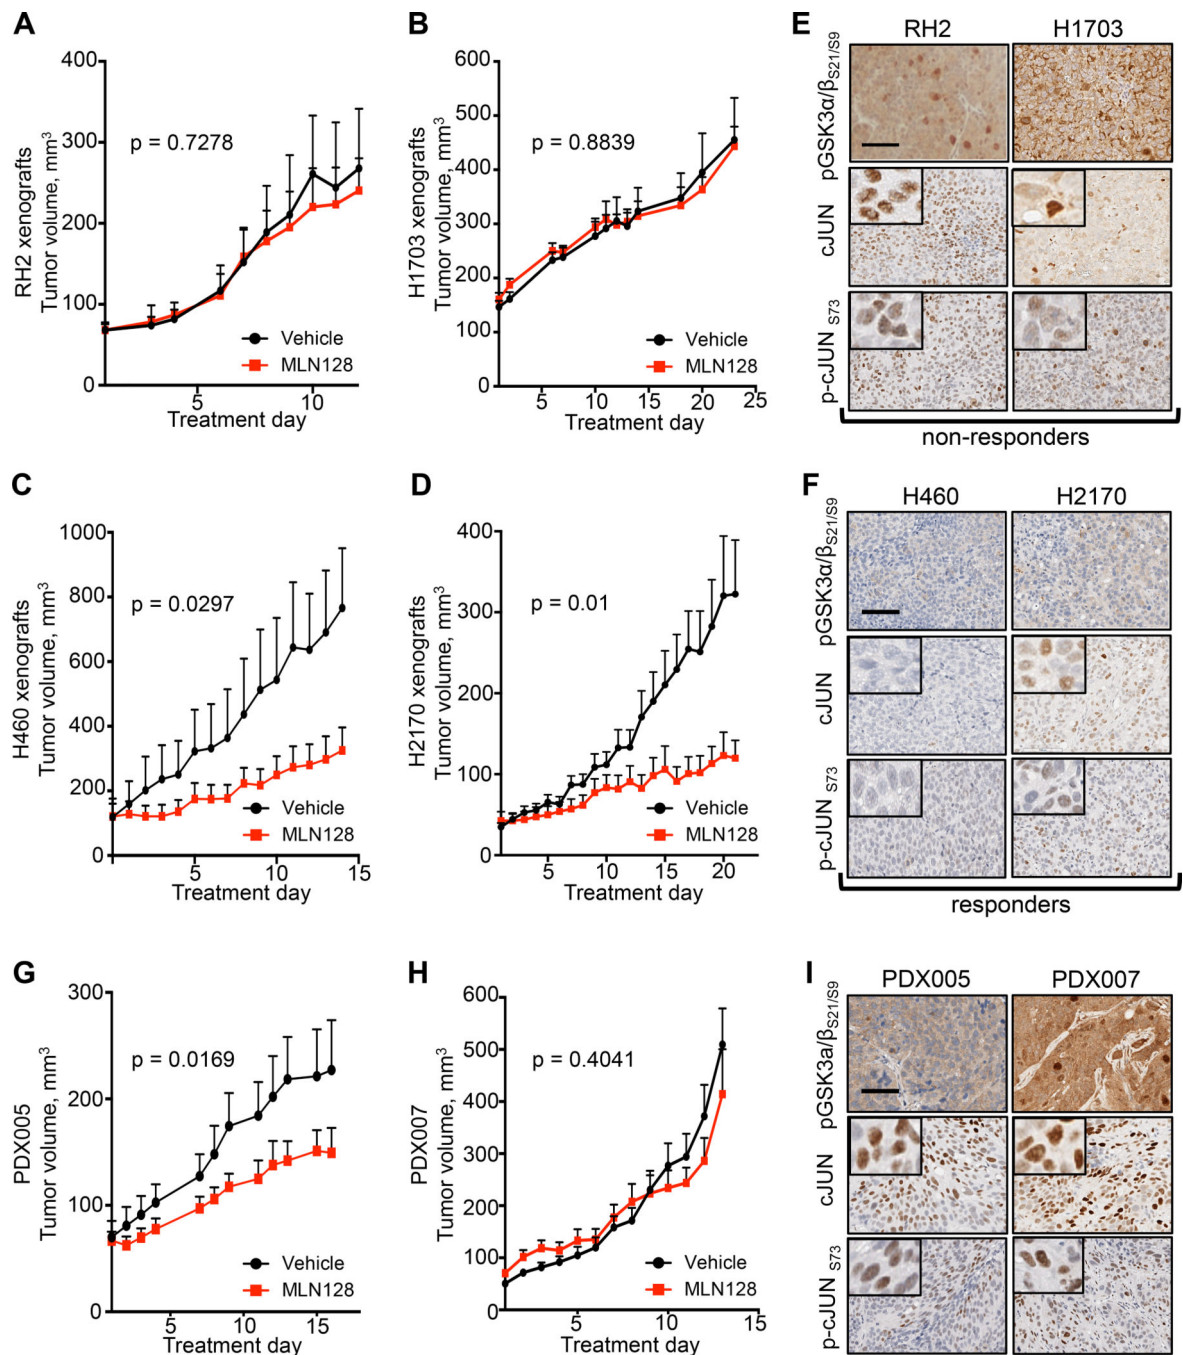 A
RH2 xenografts
Tumor volume, mm³
400
300
200
100
0
p = 0.7278
Vehicle
MLN128
5
10
Treatment day
B
H1703 xenografts
Tumor volume, mm³
600
500
400
300
200
100
0
p = 0.8839
Vehicle
MLN128
5
10
15
20
25
Treatment day
E
RH2
H1703
pGSK3α/β S21/S9
cJUN
p-cJUN S73
non-responders
C
H460 xenografts
Tumor volume, mm³
1000
800
600
400
200
0
p = 0.0297
Vehicle
MLN128
5
10
15
Treatment day
D
H2170 xenografts
Tumor volume, mm³
400
300
200
100
0
p = 0.01
Vehicle
MLN128
5
10
15
20
Treatment day
F
H460
H2170
pGSK3α/β S21/S9
cJUN
p-cJUN S73
responders
G
PDX005
Tumor volume, mm³
300
200
100
0
p = 0.0169
Vehicle
MLN128
5
10
15
Treatment day
H
PDX007
Tumor volume, mm³
600
500
400
300
200
100
0
p = 0.4041
Vehicle
MLN128
5
10
15
Treatment day
I
PDX005
PDX007
pGSK3a/β S21/S9
cJUN
p-cJUN S73